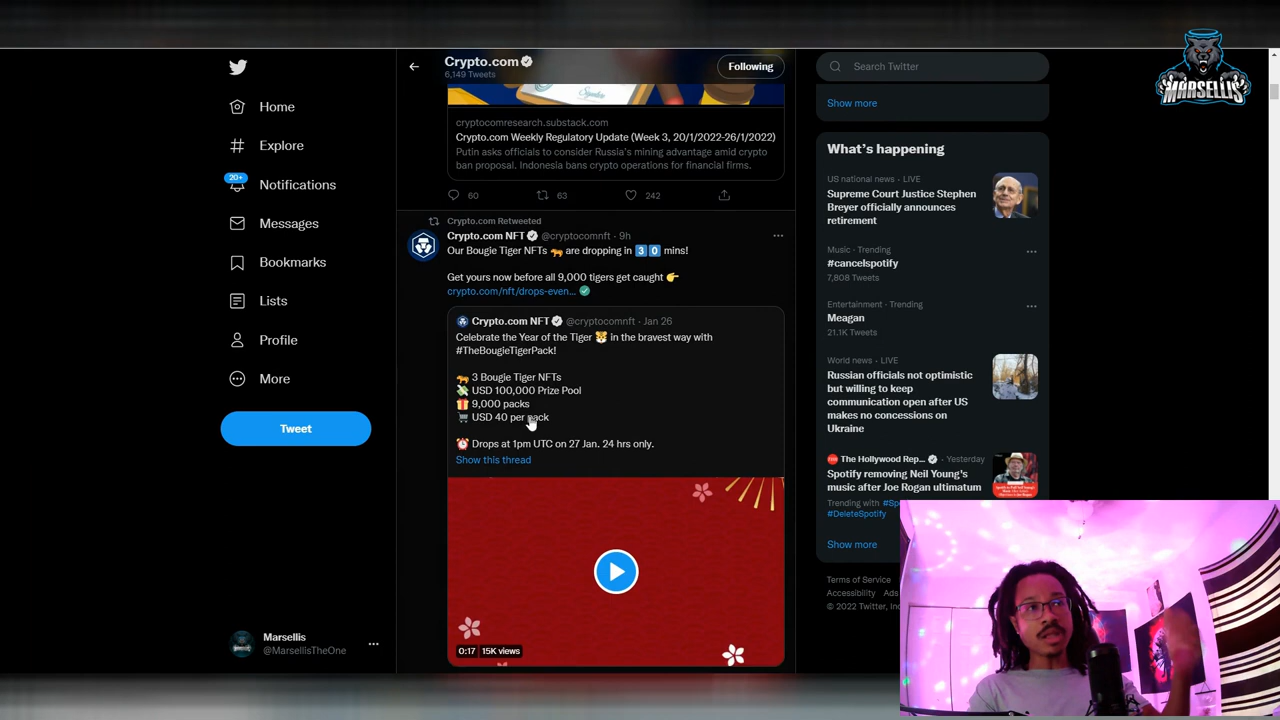 MARSELLIS
Home
Explore
20+
Notifications
Messages
Bookmarks
Lists
Profile
More
Tweet
Marsellis
@MarsellisTheOne
Crypto.com
6,149 Tweets
Following
cryptocomresearch.substack.com
Crypto.com Weekly Regulatory Update (Week 3, 20/1/2022-26/1/2022)
Putin asks officials to consider Russia's mining advantage amid crypto
ban proposal. Indonesia bans crypto operations for financial firms.
60 63 242
Crypto.com Retweeted
Crypto.com NFT @cryptocomnft · 9h
Our Bougie Tiger NFTs 🐅 are dropping in 3️⃣0️⃣ mins!
Get yours now before all 9,000 tigers get caught 👉
crypto.com/nft/drops-even...
Crypto.com NFT @cryptocomnft · Jan 26
Celebrate the Year of the Tiger 🐯 in the bravest way with
#TheBougieTigerPack!
🐅 3 Bougie Tiger NFTs
💸 USD 100,000 Prize Pool
🎁 9,000 packs
🛒 USD 40 per pack
⏰ Drops at 1pm UTC on 27 Jan. 24 hrs only.
Show this thread
0:17 15K views
Search Twitter
Show more
What's happening
US national news · LIVE
Supreme Court Justice Stephen
Breyer officially announces
retirement
Music · Trending
#cancelspotify
7,808 Tweets
Entertainment · Trending
Meagan
21.1K Tweets
World news · LIVE
Russian officials not optimistic
but willing to keep
communication open after US
makes no concessions on
Ukraine
The Hollywood Rep... · Yesterday
Spotify removing Neil Young's
music after Joe Rogan ultimatum
Trending with
#DeleteSpotify
Show more
Terms of Service
Accessibility Ads
© 2022 Twitter,